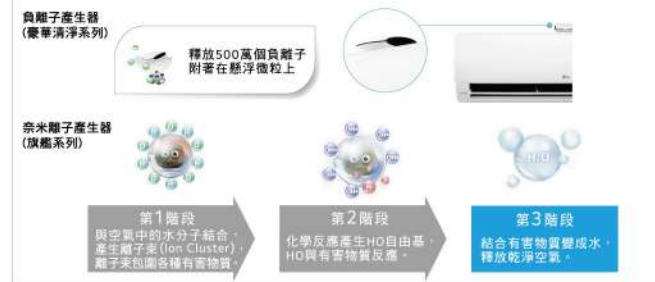 負離子產生器
(豪華清淨系列)
釋放500萬個負離子
附著在懸浮微粒上
奈米離子產生器
(旗艦系列)
H₂O
第1階段
與空氣中的水分子結合，
產生離子束(Ion Cluster)，
離子束包圍各種有害物質。
第2階段
化學反應產生HO自由基，
HO與有害物質反應。
第3階段
結合有害物質變成水，
釋放乾淨空氣。